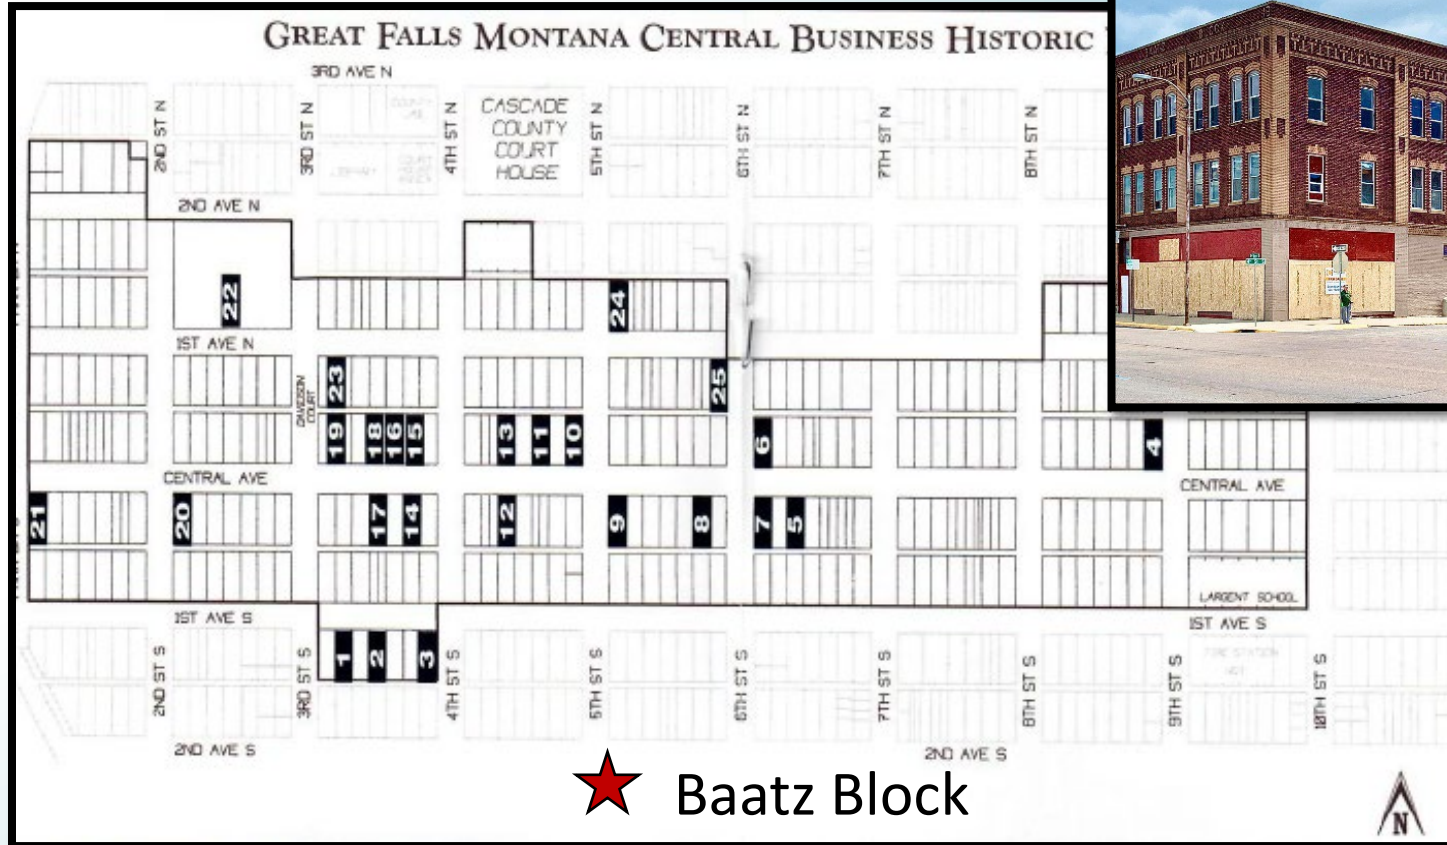 GREAT FALLS MONTANA CENTRAL BUSINESS HISTORIC
3RD AVE N
CASCADE
COUNTY
COURT
HOUSE
2ND ST N
3RD ST N
4TH ST N
5TH ST N
6TH ST N
7TH ST N
8TH ST N
2ND AVE N
22
24
1ST AVE N
DAVIDSON
COURT
23
25
19
18
16
15
13
11
10
6
4
CENTRAL AVE
CENTRAL AVE
21
20
17
14
12
9
8
7
5
LARGENT SCHOOL
1ST AVE S
1ST AVE S
1
2
3
2ND ST S
3RD ST S
4TH ST S
5TH ST S
6TH ST S
7TH ST S
8TH ST S
9TH ST S
10TH ST S
2ND AVE S
2ND AVE S
Baatz Block
N